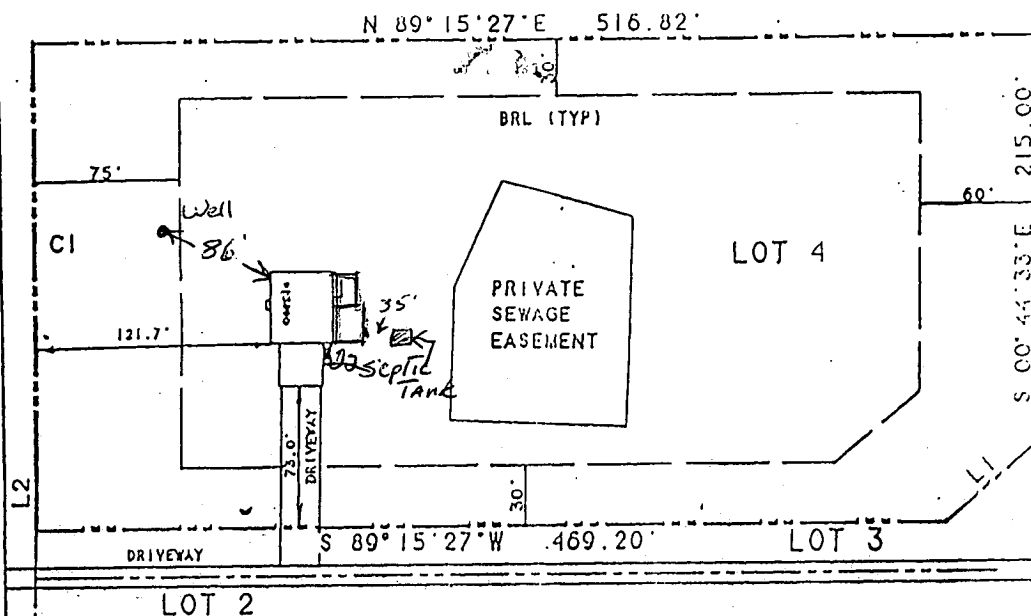 N 89° 15' 27" E 516.82'
30'
BRL (TYP)
215.00'
S 00° 44' 33" E
75'
60'
Well
86'
C1
LOT 4
PRIVATE
SEWAGE
EASEMENT
35'
121.7'
Septic
Tank
73.0'
DRIVEWAY
30'
L1
L2
S 89° 15' 27" W 469.20'
LOT 3
DRIVEWAY
LOT 2